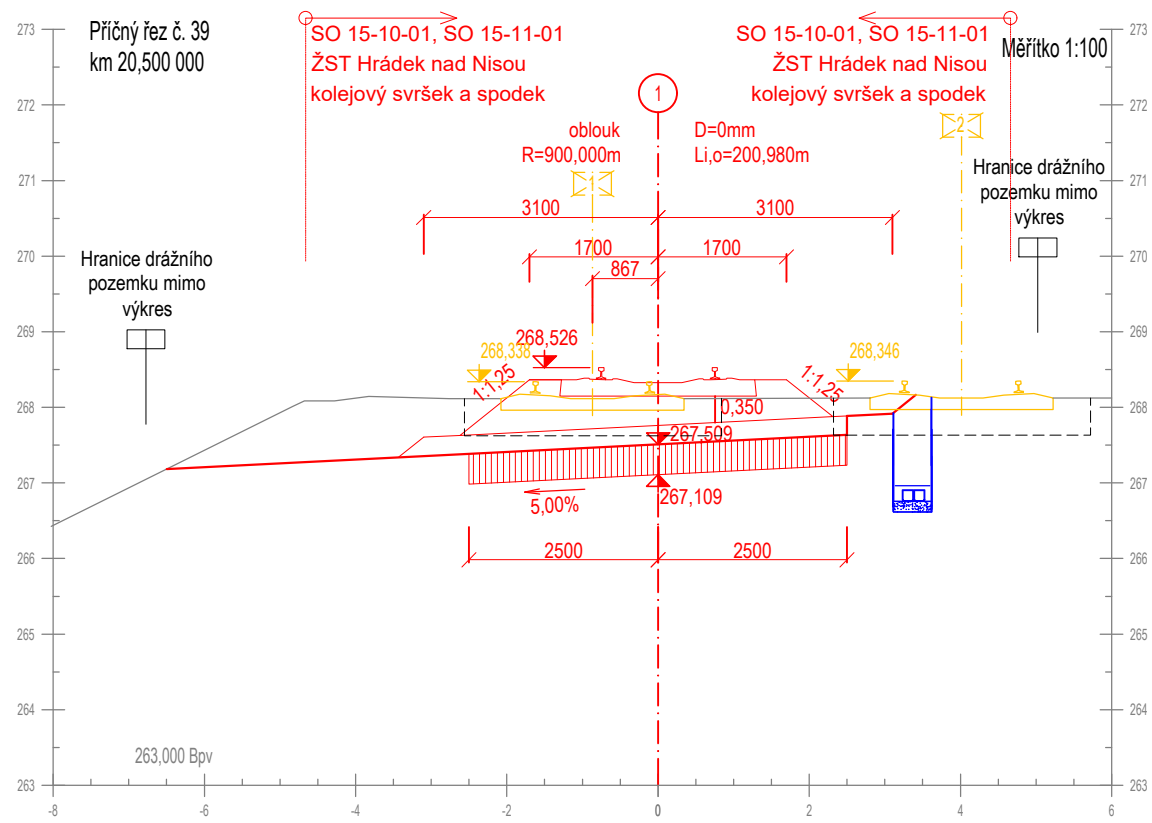 Příčný řez č. 39
km 20,500 000
SO 15-10-01, SO 15-11-01
ŽST Hrádek nad Nisou
kolejový svršek a spodek
SO 15-10-01, SO 15-11-01
ŽST Hrádek nad Nisou
kolejový svršek a spodek
Měřítko 1:100
1
oblouk
R=900,000m
D=0mm
Li,o=200,980m
1
2
Hranice drážního
pozemku mimo
výkres
Hranice drážního
pozemku mimo
výkres
3100
3100
1700
1700
867
268,526
268,338
268,346
1:1,25
1:1,25
0,350
267,509
267,109
5,00%
2500
2500
263,000 Bpv
273
272
271
270
269
268
267
266
265
264
263
273
272
271
270
269
268
267
266
265
264
263
-8
-6
-4
-2
0
2
4
6